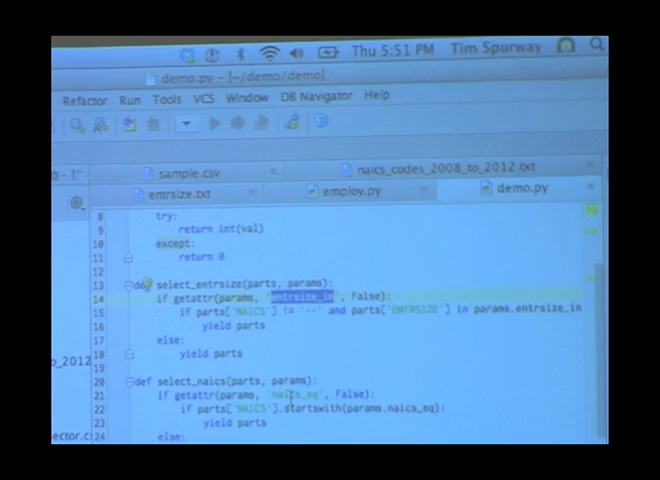 Thu 5:51 PM Tim Spurway
demo.py - [~/demo/demo]
Refactor Run Tools VCS Window DB Navigator Help
sample.csv naics_codes_2008_to_2012.txt
entrsize.txt employ.py demo.py
8 try:
9 return int(val)
10 except:
11 return 0
12
13 def select_entrsize(parts, params):
14 if getattr(params, 'entrsize_in', False):
15 if parts['NAICS'] != '--' and parts['ENTRSIZE'] in params.entrsize_in
16 yield parts
17 else:
18 yield parts
19
20 def select_naics(parts, params):
21 if getattr(params, 'naics_eq', False):
22 if parts['NAICS'].startswith(params.naics_eq):
23 yield parts
24 else:
o_2012
ector.cs